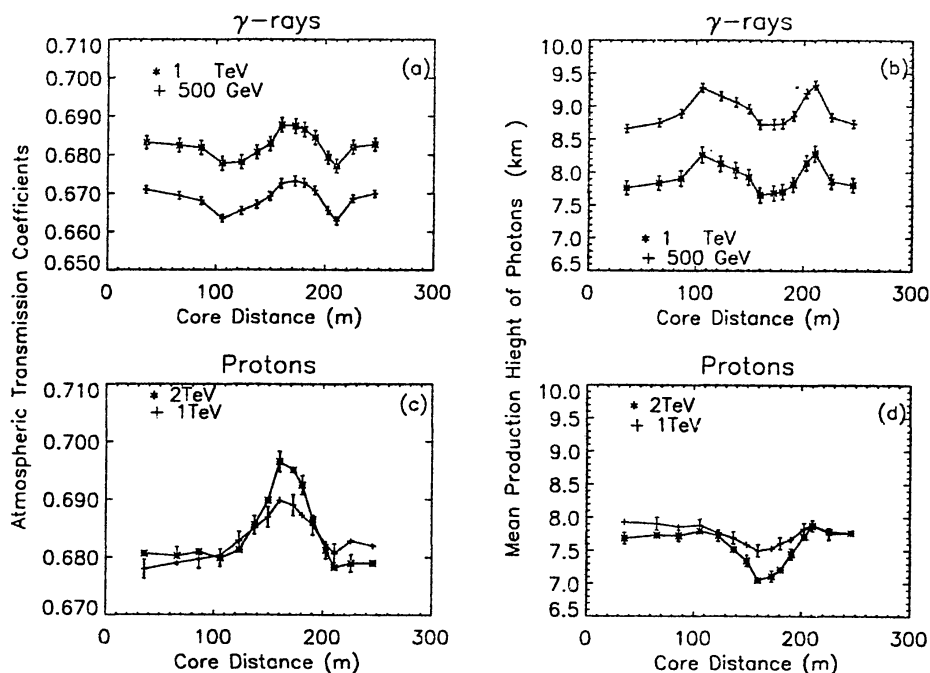 γ-rays
0.710
0.700
0.690
0.680
0.670
0.660
0.650
(a)
* 1 TeV
+ 500 GeV
0 100 200 300
Core Distance (m)
γ-rays
10.0
9.5
9.0
8.5
8.0
7.5
7.0
6.5
(b)
* 1 TeV
+ 500 GeV
0 100 200 300
Core Distance (m)
Atmospheric Transmission Coefficients
Mean Production Hieght of Photons (km)
Protons
0.710
0.700
0.690
0.680
0.670
(c)
* 2TeV
+ 1TeV
0 100 200 300
Core Distance (m)
Protons
10.0
9.5
9.0
8.5
8.0
7.5
7.0
6.5
(d)
* 2TeV
+ 1TeV
0 100 200 300
Core Distance (m)